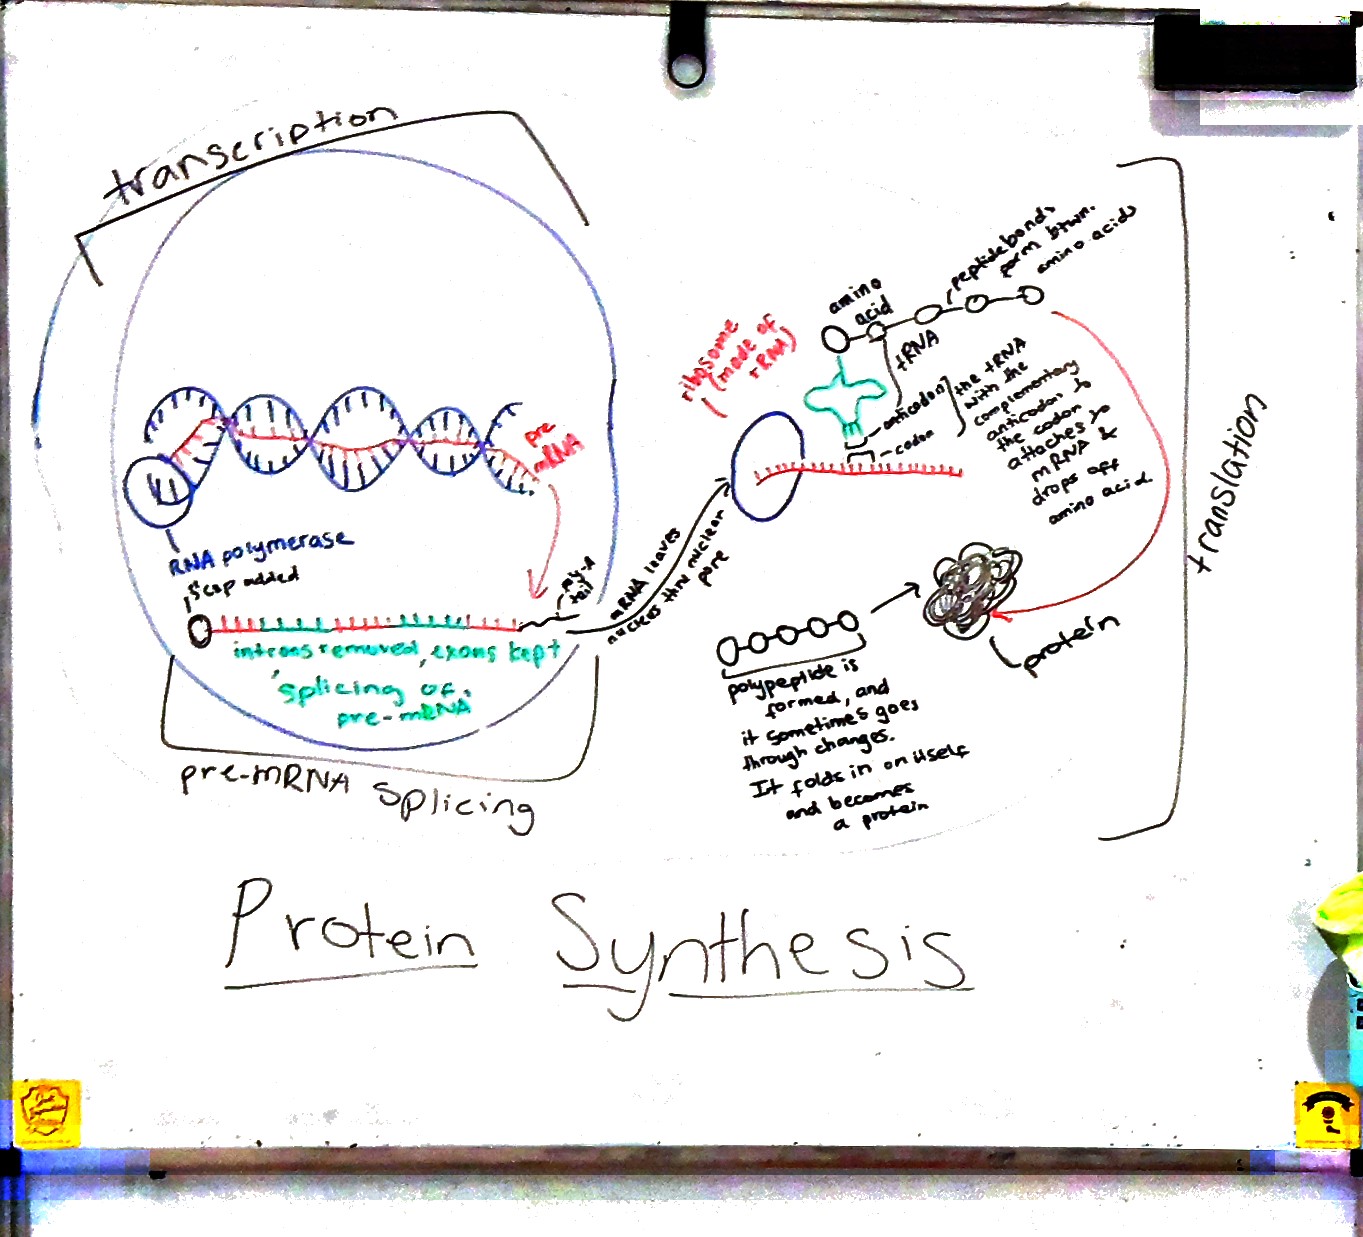 transcription
pre
mRNA
RNA polymerase
5' cap added
poly-A
tail
introns removed, exons kept
splicing of
pre-mRNA
pre-mRNA splicing
mRNA leaves
nucleus thru nuclear
pore
ribosome
(made of
rRNA)
amino
acid
peptide bonds
form btwn.
amino acids
tRNA
anticodon
codon
the tRNA
with the
complementary
anticodon to
the codon
attaches to
mRNA &
drops off
amino acid.
translation
polypeptide is
formed, and
it sometimes goes
through changes.
It folds in on itself
and becomes
a protein
protein
Protein Synthesis